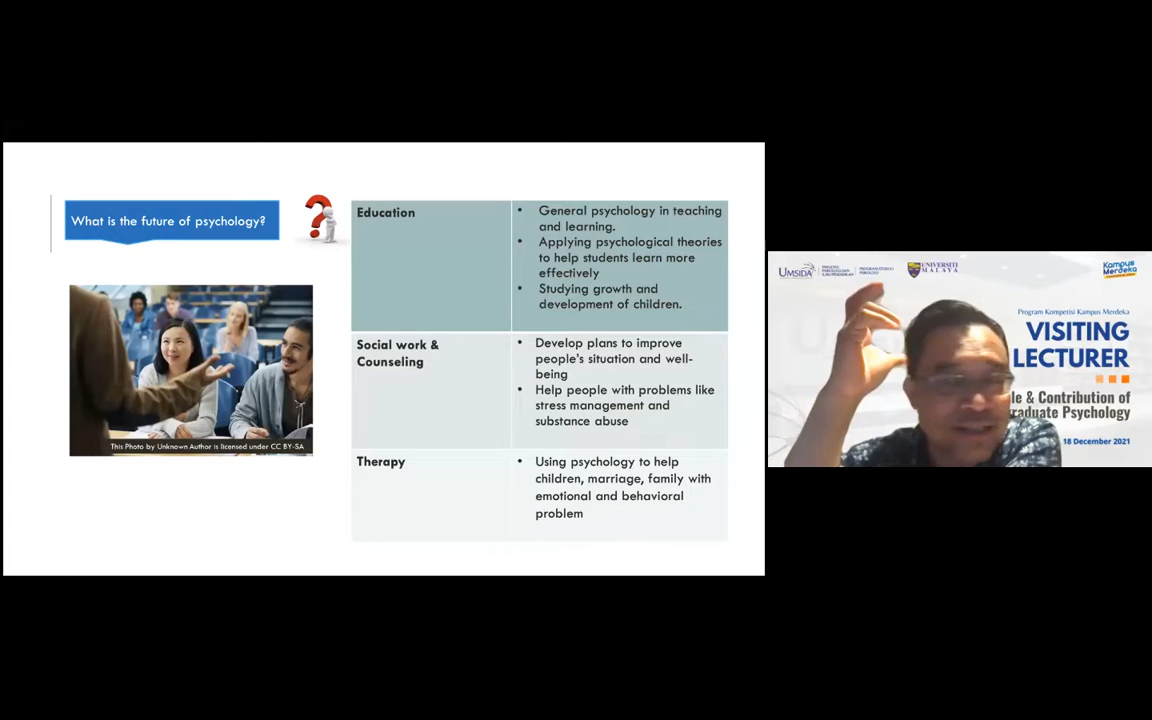 What is the future of psychology?
This Photo by Unknown Author is licensed under CC BY-SA
Education
• General psychology in teaching
and learning.
• Applying psychological theories
to help students learn more
effectively
• Studying growth and
development of children.
Social work &
Counseling
• Develop plans to improve
people's situation and well-
being
• Help people with problems like
stress management and
substance abuse
Therapy
• Using psychology to help
children, marriage, family with
emotional and behavioral
problem
UMSIDA
UNIVERSITI
MALAYA
Kampus
Merdeka
Program Kompetisi Kampus Merdeka
VISITING
LECTURER
le & Contribution of
raduate Psychology
18 December 2021